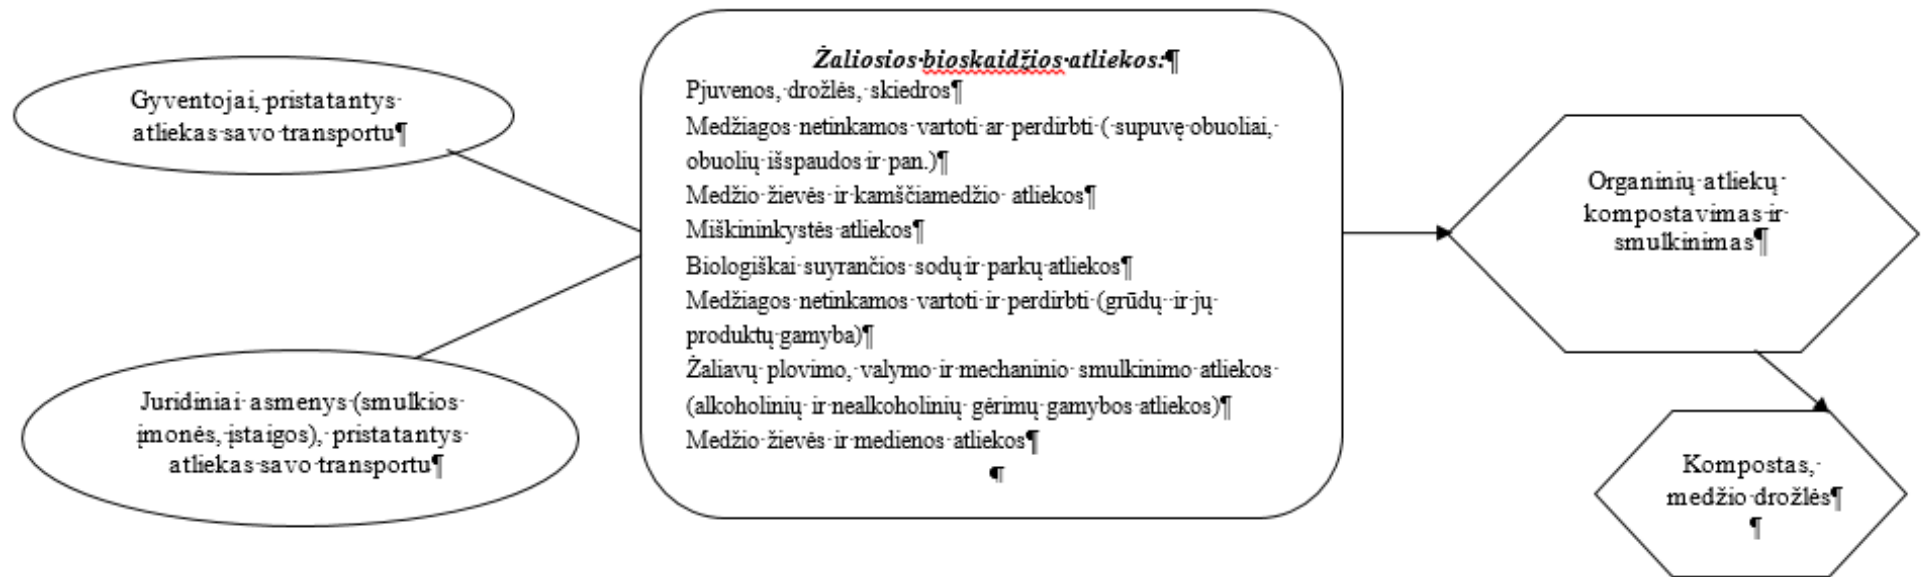 Gyventojai, pristatantys
atliekas savo transportu¶
Juridiniai asmenys (smulkios
įmonės, įstaigos), pristatantys
atliekas savo transportu¶
Žaliosios bioskaidžios atliekos:¶
Pjuvenos, drožlės, skiedros¶
Medžiagos netinkamos vartoti ar perdirbti ( supuvę obuoliai,
obuolių išspaudos ir pan.)¶
Medžio žievės ir kamščiamedžio atliekos¶
Miškininkystės atliekos¶
Biologiškai suyrančios sodų ir parkų atliekos¶
Medžiagos netinkamos vartoti ir perdirbti (grūdų ir jų
produktų gamyba)¶
Žaliavų plovimo, valymo ir mechaninio smulkinimo atliekos
(alkoholinių ir nealkoholinių gėrimų gamybos atliekos)¶
Medžio žievės ir medienos atliekos¶
¶
Organinių atliekų
kompostavimas ir
smulkinimas¶
Kompostas,
medžio drožlės¶
¶